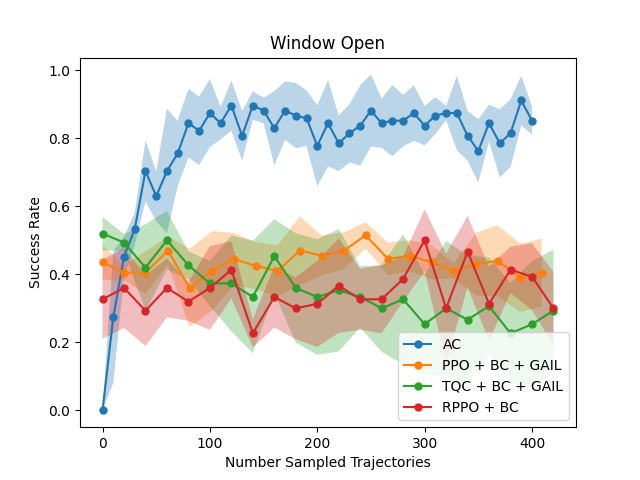 Window Open
Success Rate
1.0
0.8
0.6
0.4
0.2
0.0
0
100
200
300
400
Number Sampled Trajectories
AC
PPO + BC + GAIL
TQC + BC + GAIL
RPPO + BC